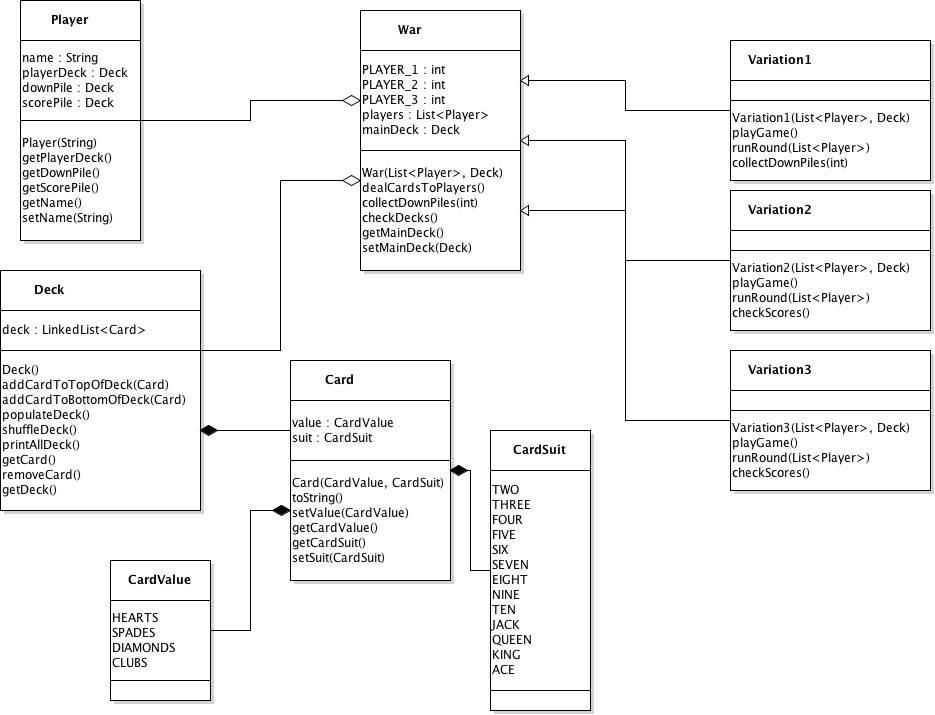 Player
name : String
playerDeck : Deck
downPile : Deck
scorePile : Deck
Player(String)
getPlayerDeck()
getDownPile()
getScorePile()
getName()
setName(String)
War
PLAYER_1 : int
PLAYER_2 : int
PLAYER_3 : int
players : List<Player>
mainDeck : Deck
War(List<Player>, Deck)
dealCardsToPlayers()
collectDownPiles(int)
checkDecks()
getMainDeck()
setMainDeck(Deck)
Variation1
Variation1(List<Player>, Deck)
playGame()
runRound(List<Player>)
collectDownPiles(int)
Variation2
Variation2(List<Player>, Deck)
playGame()
runRound(List<Player>)
checkScores()
Variation3
Variation3(List<Player>, Deck)
playGame()
runRound(List<Player>)
checkScores()
Deck
deck : LinkedList<Card>
Deck()
addCardToTopOfDeck(Card)
addCardToBottomOfDeck(Card)
populateDeck()
shuffleDeck()
printAllDeck()
getCard()
removeCard()
getDeck()
Card
value : CardValue
suit : CardSuit
Card(CardValue, CardSuit)
toString()
setValue(CardValue)
getCardValue()
getCardSuit()
setSuit(CardSuit)
CardSuit
TWO
THREE
FOUR
FIVE
SIX
SEVEN
EIGHT
NINE
TEN
JACK
QUEEN
KING
ACE
CardValue
HEARTS
SPADES
DIAMONDS
CLUBS